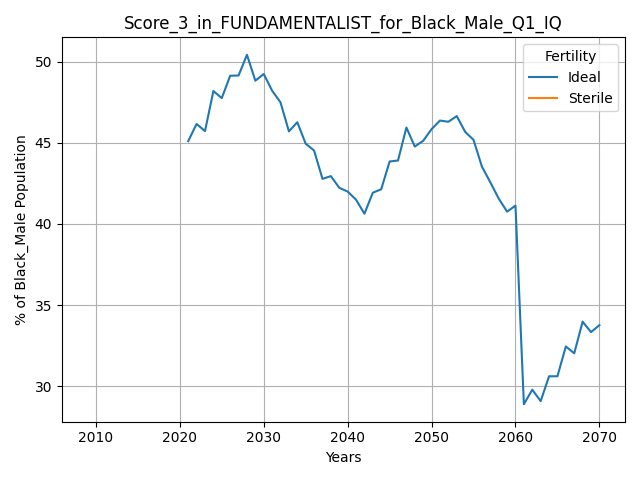 Score_3_in_FUNDAMENTALIST_for_Black_Male_Q1_IQ
Fertility
Ideal
Sterile
% of Black_Male Population
50
45
40
35
30
2010 2020 2030 2040 2050 2060 2070
Years